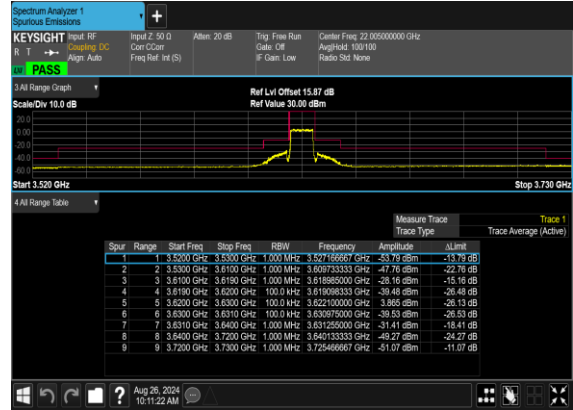 Spectrum Analyzer 1
Spurious Emissions
+
KEYSIGHT Input: RF Input Z: 50 Ω Atten: 20 dB Trig: Free Run Center Freq: 22.005000000 GHz
R T Coupling: DC Corr CCorr Gate: Off Avg|Hold: 100/100
Align: Auto Freq Ref: Int (S) IF Gain: Low Radio Std: None
PASS
3 All Range Graph
Ref Lvl Offset 15.87 dB
Scale/Div 10.0 dB Ref Value 30.00 dBm
20.0
0.00
-20.0
-40.0
-60.0
Start 3.520 GHz Stop 3.730 GHz
4 All Range Table
Measure Trace Trace 1
Trace Type Trace Average (Active)
Spur Range Start Freq Stop Freq RBW Frequency Amplitude ΔLimit
1 1 3.5200 GHz 3.5300 GHz 1.000 MHz 3.527166667 GHz -53.79 dBm -13.79 dB
2 2 3.5300 GHz 3.6100 GHz 1.000 MHz 3.609733333 GHz -47.76 dBm -22.76 dB
3 3 3.6100 GHz 3.6190 GHz 1.000 MHz 3.618985000 GHz -28.16 dBm -15.16 dB
4 4 3.6190 GHz 3.6200 GHz 100.0 kHz 3.619098333 GHz -39.48 dBm -26.48 dB
5 5 3.6200 GHz 3.6300 GHz 100.0 kHz 3.622100000 GHz 3.865 dBm -26.13 dB
6 6 3.6300 GHz 3.6310 GHz 100.0 kHz 3.630975000 GHz -39.53 dBm -26.53 dB
7 7 3.6310 GHz 3.6400 GHz 1.000 MHz 3.631255000 GHz -31.41 dBm -18.41 dB
8 8 3.6400 GHz 3.7200 GHz 1.000 MHz 3.640133333 GHz -49.27 dBm -24.27 dB
9 9 3.7200 GHz 3.7300 GHz 1.000 MHz 3.725466667 GHz -51.07 dBm -11.07 dB
? Aug 26, 2024
10:11:22 AM